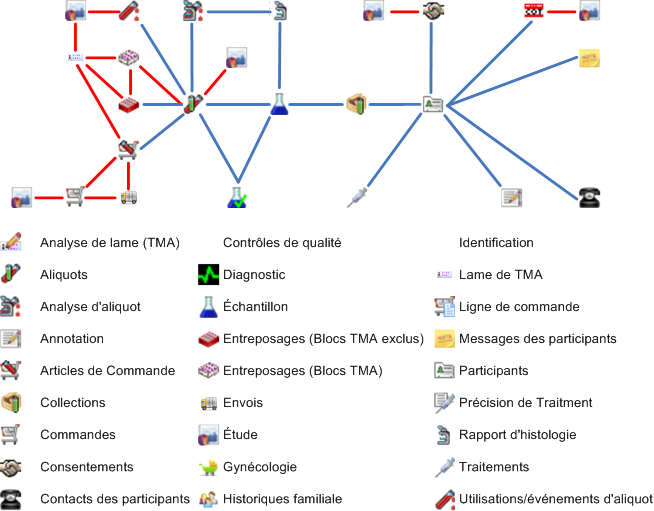 COT
NOTE
Analyse de lame (TMA) Contrôles de qualité Identification
Aliquots Diagnostic Lame de TMA
Analyse d'aliquot Échantillon Ligne de commande
Annotation Entreposages (Blocs TMA exclus) Messages des participants
Articles de Commande Entreposages (Blocs TMA) Participants
Collections Envois Précision de Traitment
Commandes Étude Rapport d'histologie
Consentements Gynécologie Traitements
Contacts des participants Historiques familiale Utilisations/événements d'aliquot